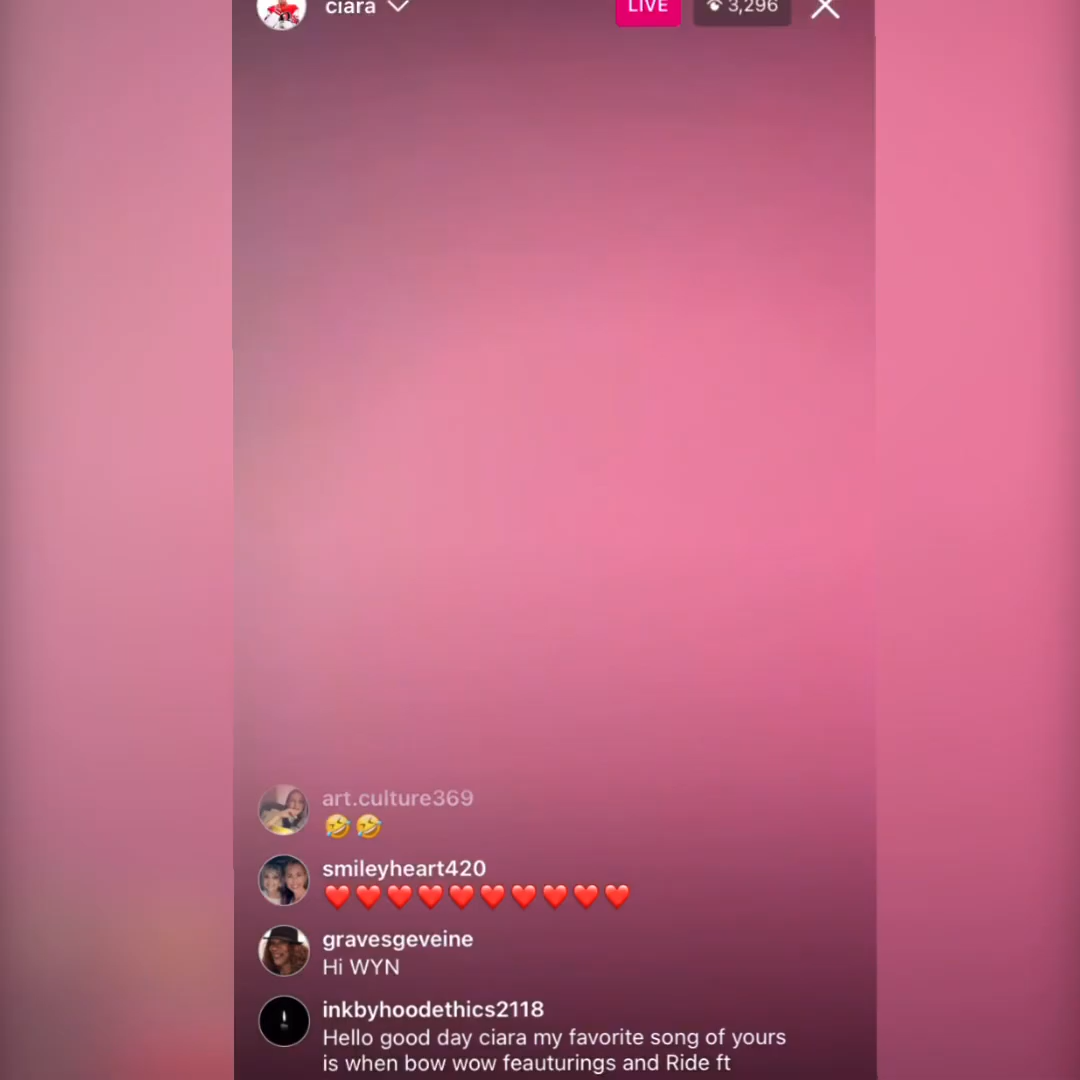 ciara
LIVE
3,296
art.culture369
🤣🤣
smileyheart420
❤️❤️❤️❤️❤️❤️❤️❤️❤️❤️
gravesgeveine
Hi WYN
inkbyhoodethics2118
Hello good day ciara my favorite song of yours
is when bow wow feauturings and Ride ft